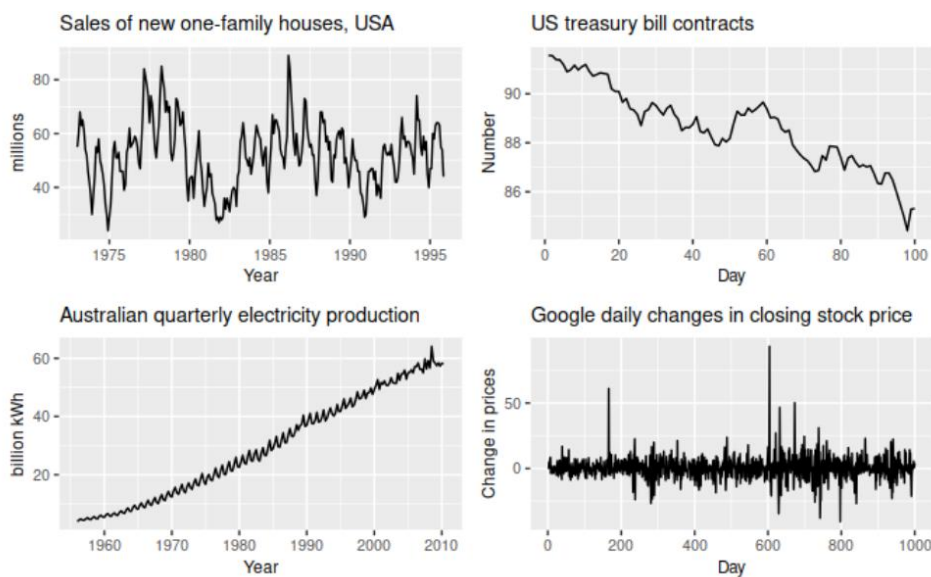 Sales of new one-family houses, USA
millions
80
60
40
1975 1980 1985 1990 1995
Year
US treasury bill contracts
Number
90
88
86
0 20 40 60 80 100
Day
Australian quarterly electricity production
billion kWh
60
40
20
1960 1970 1980 1990 2000 2010
Year
Google daily changes in closing stock price
Change in prices
50
0
0 200 400 600 800 1000
Day